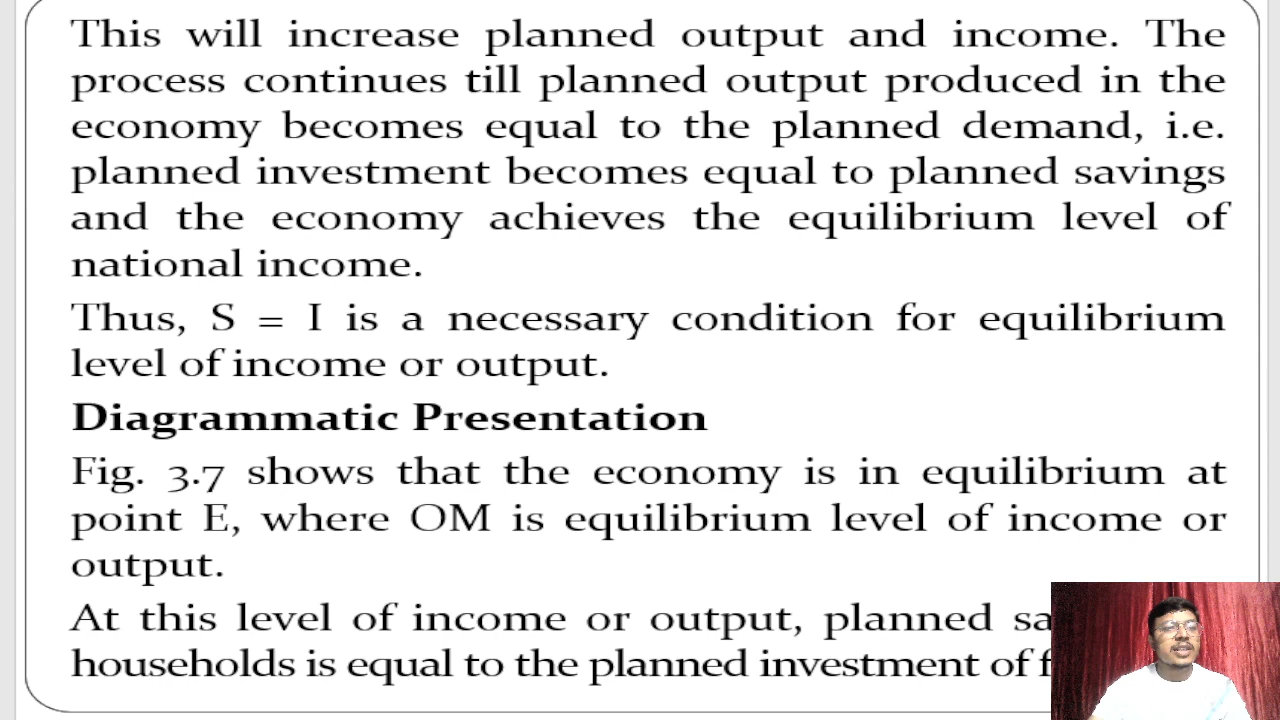 This will increase planned output and income. The
process continues till planned output produced in the
economy becomes equal to the planned demand, i.e.
planned investment becomes equal to planned savings
and the economy achieves the equilibrium level of
national income.
Thus, S = I is a necessary condition for equilibrium
level of income or output.
Diagrammatic Presentation
Fig. 3.7 shows that the economy is in equilibrium at
point E, where OM is equilibrium level of income or
output.
At this level of income or output, planned
households is equal to the planned investment of